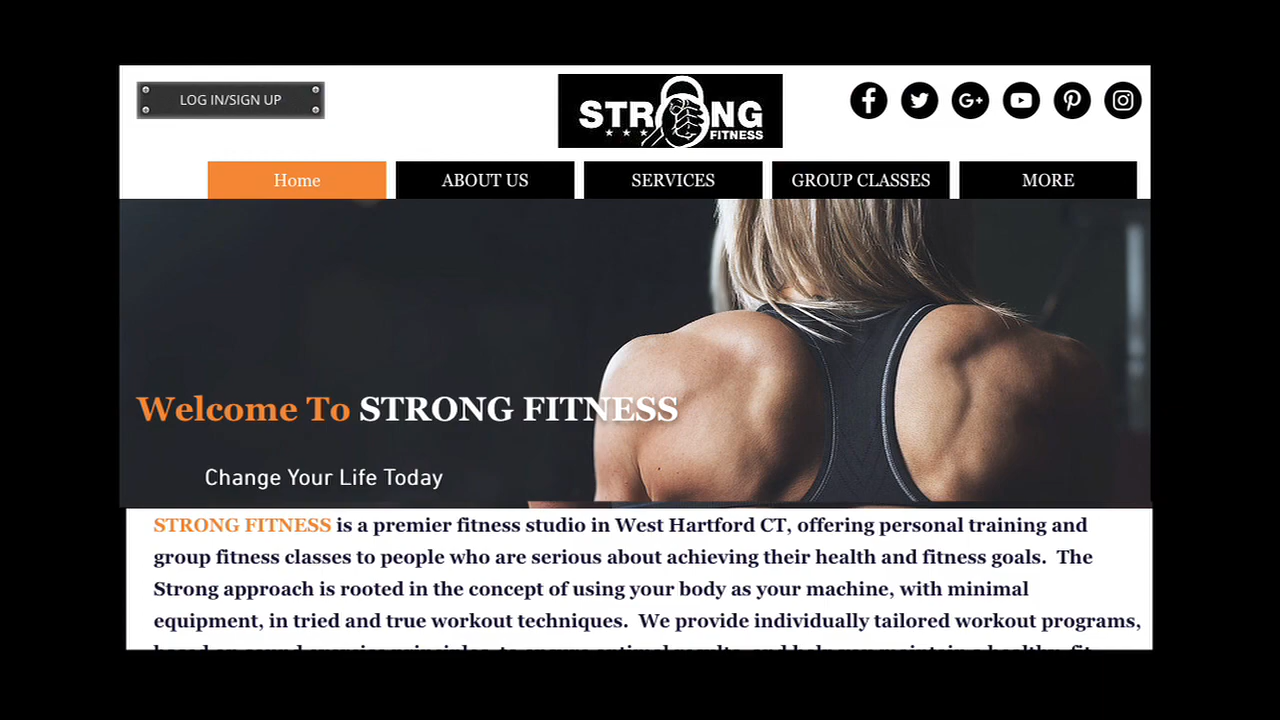 LOG IN/SIGN UP
STRONG
FITNESS
Home
ABOUT US
SERVICES
GROUP CLASSES
MORE
Welcome To STRONG FITNESS
Change Your Life Today
STRONG FITNESS is a premier fitness studio in West Hartford CT, offering personal training and
group fitness classes to people who are serious about achieving their health and fitness goals.  The
Strong approach is rooted in the concept of using your body as your machine, with minimal
equipment, in tried and true workout techniques.  We provide individually tailored workout programs,